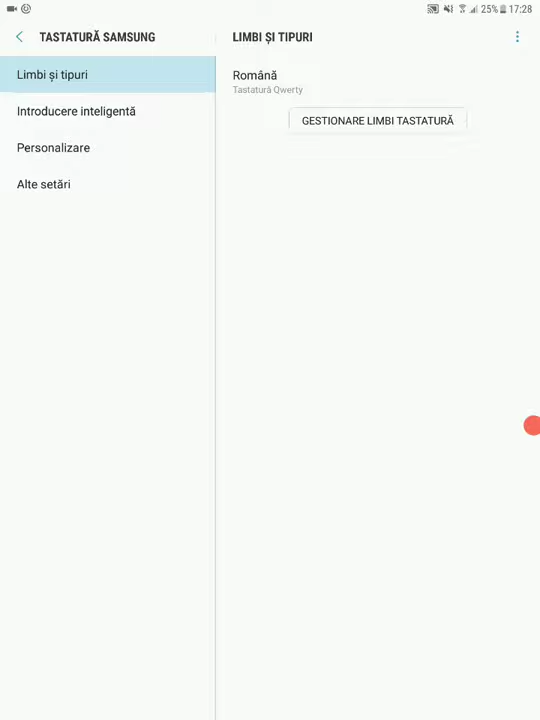 25% 17:28
TASTATURĂ SAMSUNG
Limbi și tipuri
Introducere inteligentă
Personalizare
Alte setări
LIMBI ȘI TIPURI
Română
Tastatură Qwerty
GESTIONARE LIMBI TASTATURĂ